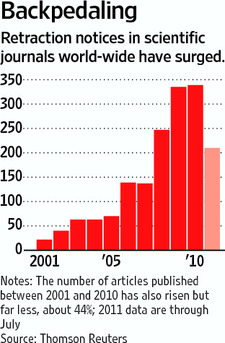 Backpedaling
Retraction notices in scientific
journals world-wide have surged.
350
300
250
200
150
100
50
0
2001 '05 '10
Notes: The number of articles published
between 2001 and 2010 has also risen but
far less, about 44%; 2011 data are through
July
Source: Thomson Reuters